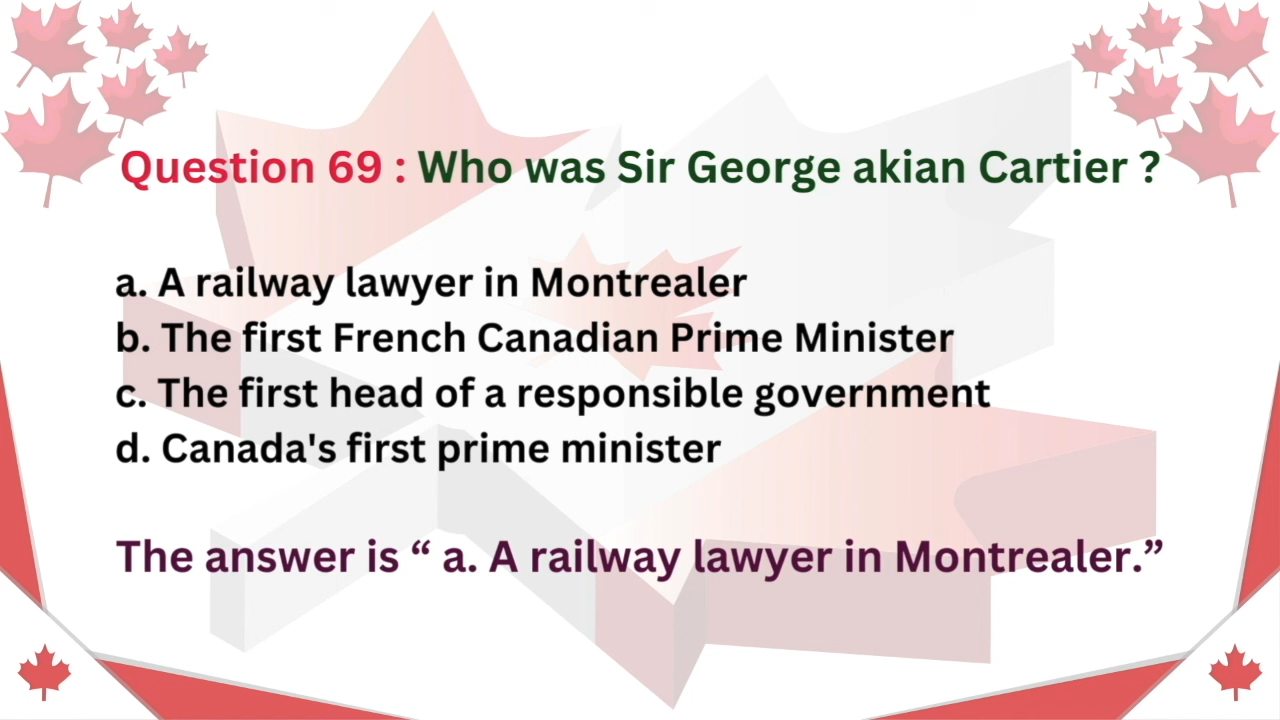 Question 69 : Who was Sir George akian Cartier ?
a. A railway lawyer in Montrealer
b. The first French Canadian Prime Minister
c. The first head of a responsible government
d. Canada's first prime minister
The answer is “ a. A railway lawyer in Montrealer.”